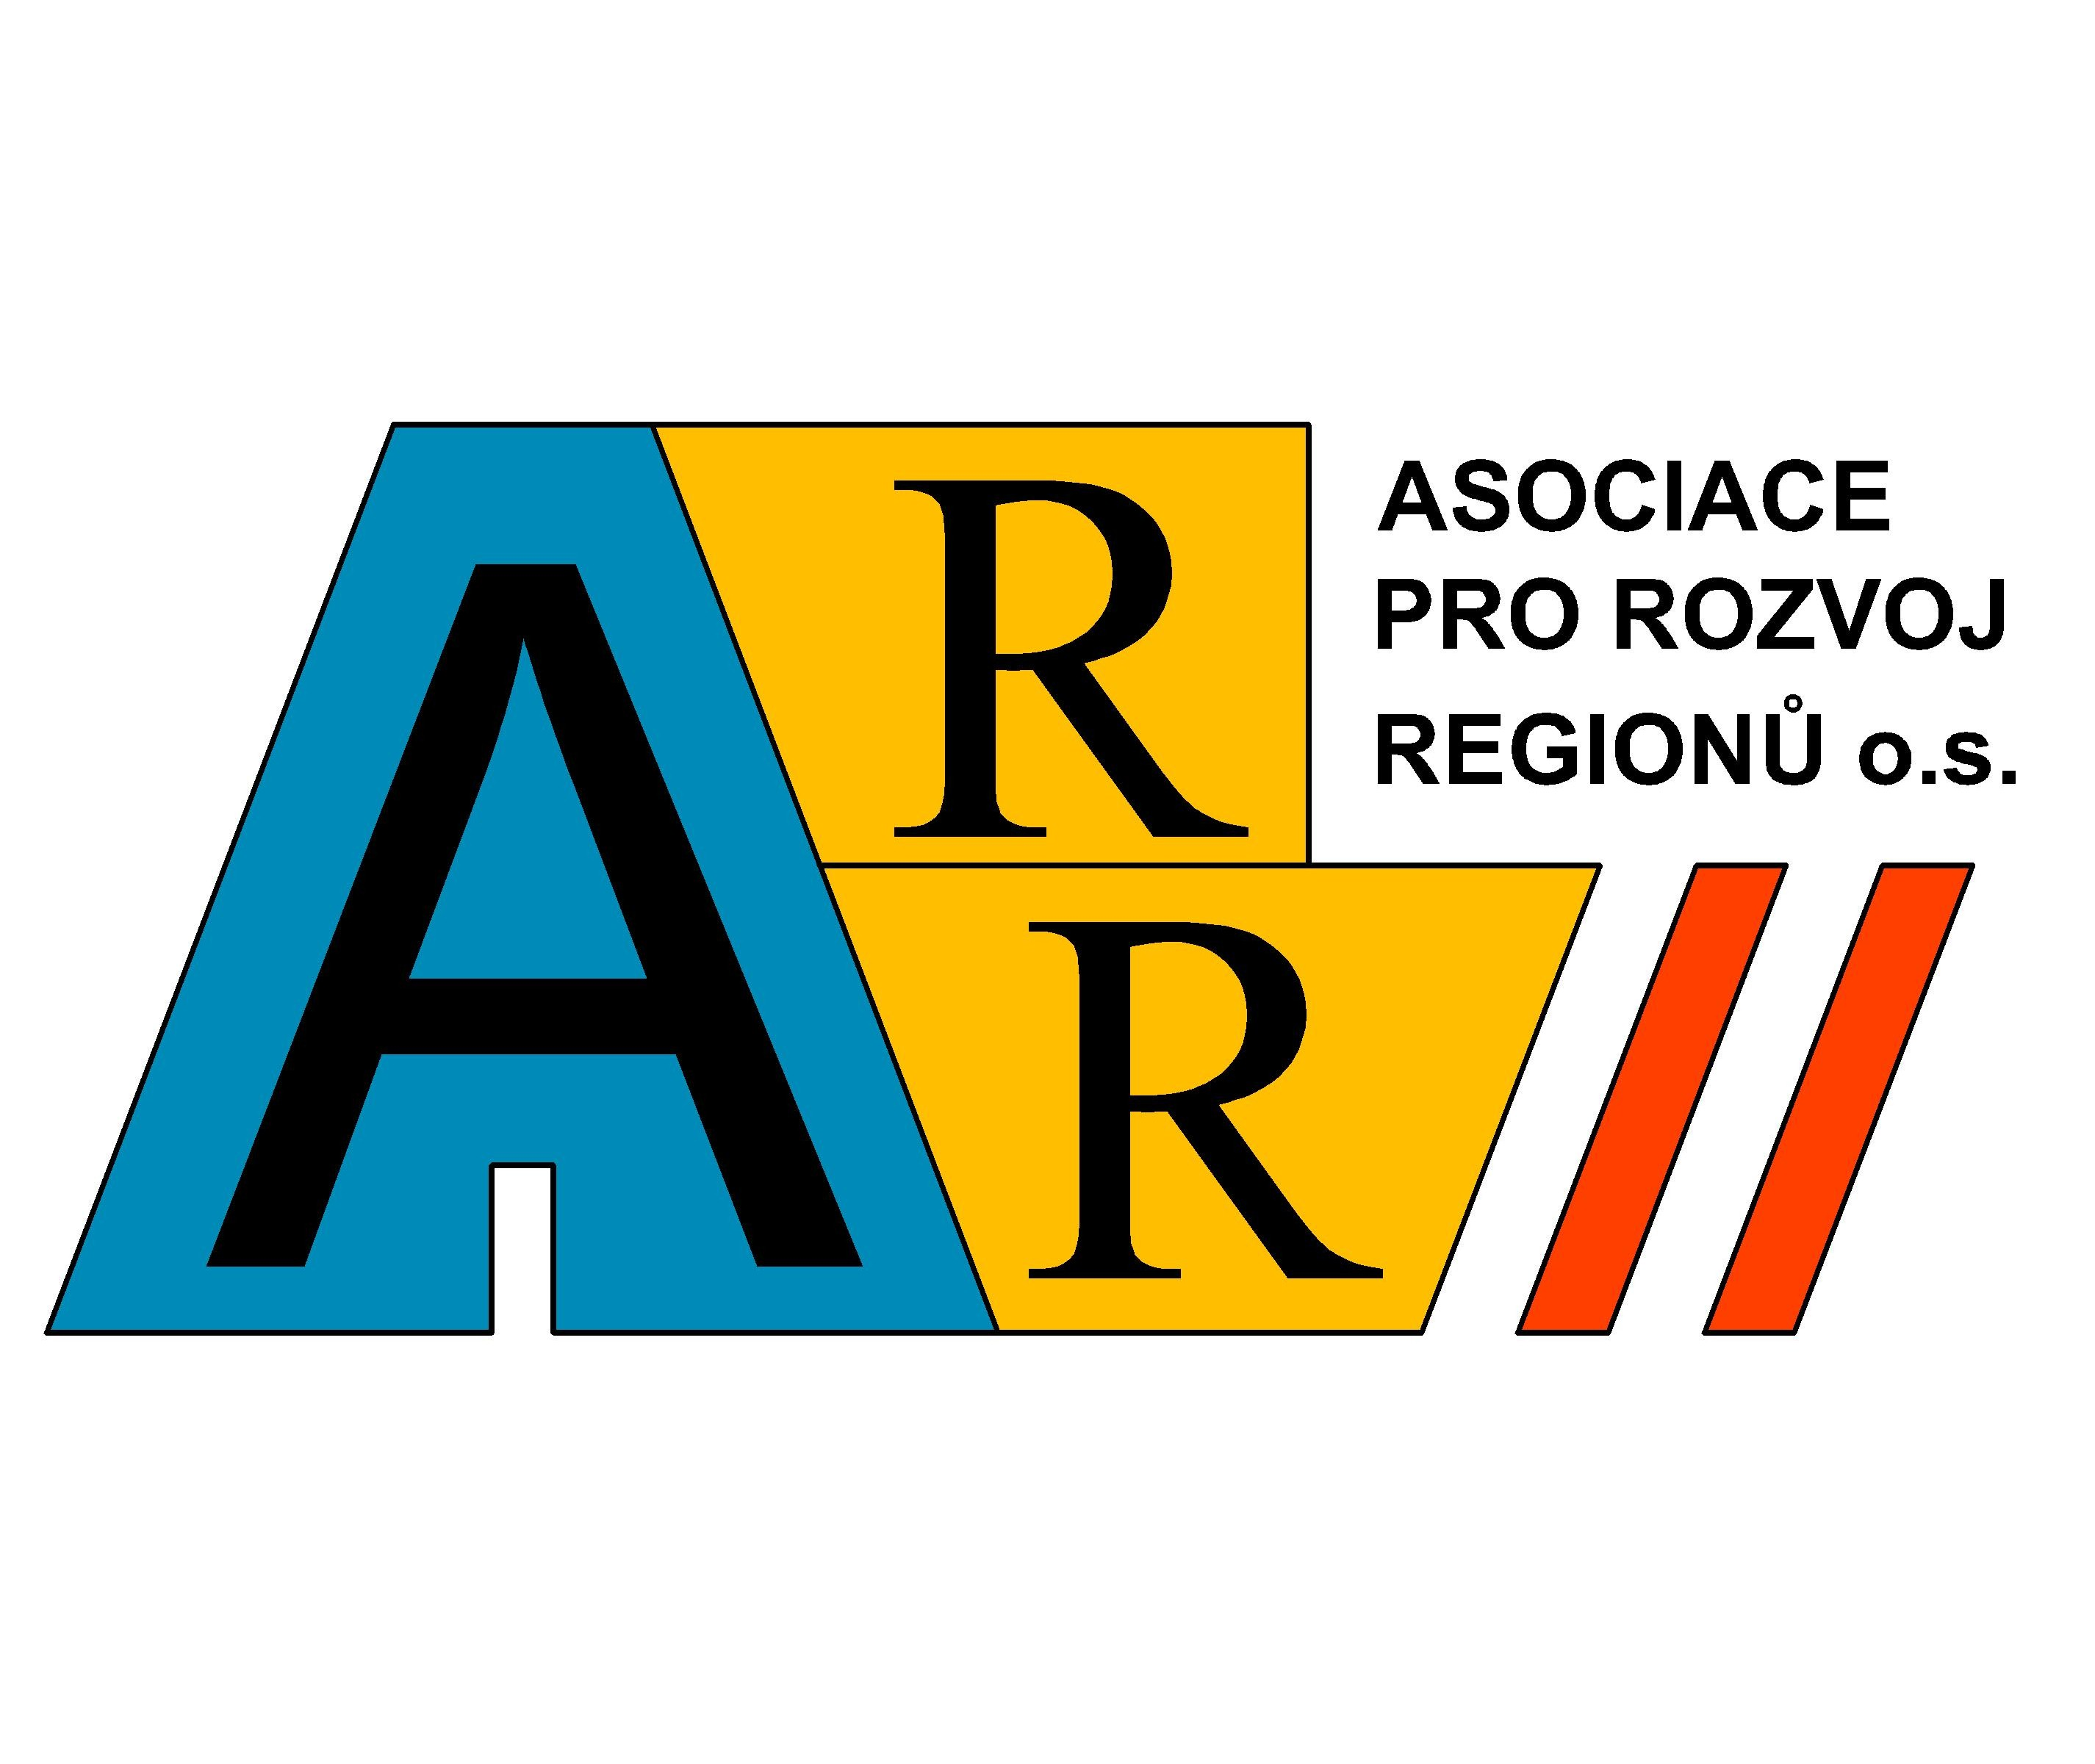 A
R
R
ASOCIACE
PRO ROZVOJ
REGIONŮ o.s.